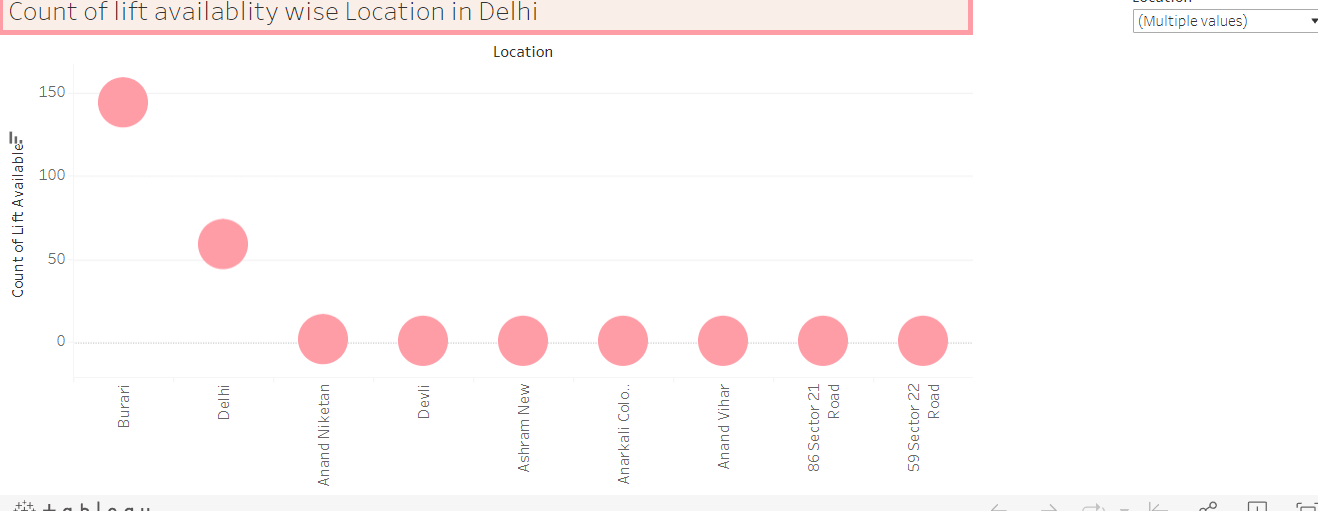 Count of lift availablity wise Location in Delhi
Location
(Multiple values)
Location
Count of Lift Available
150
100
50
0
Burari
Delhi
Anand Niketan
Devli
Ashram New
Anarkali Colo..
Anand Vihar
86 Sector 21
Road
59 Sector 22
Road
tableau